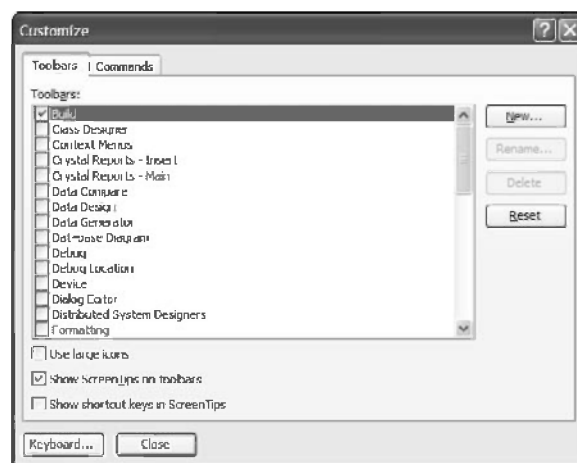 Customize
Toolbars Commands
Toolbars:
Build
Class Designer
Context Menus
Crystal Reports - Insert
Crystal Reports - Main
Data Compare
Data Design
Data Generator
Database Diagram
Debug
Debug Location
Device
Dialog Editor
Distributed System Designers
Formatting
New...
Rename...
Delete
Reset
Use large icons
Show ScreenTips on toolbars
Show shortcut keys in ScreenTips
Keyboard... Close